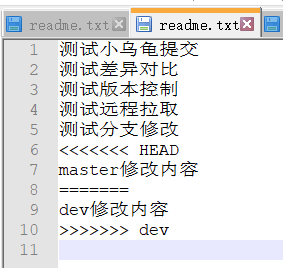 readme.txt readme.txt
1 测试小乌龟提交
2 测试差异对比
3 测试版本控制
4 测试远程拉取
5 测试分支修改
6 <<<<<<< HEAD
7 master修改内容
8 =======
9 dev修改内容
10 >>>>>>> dev
11